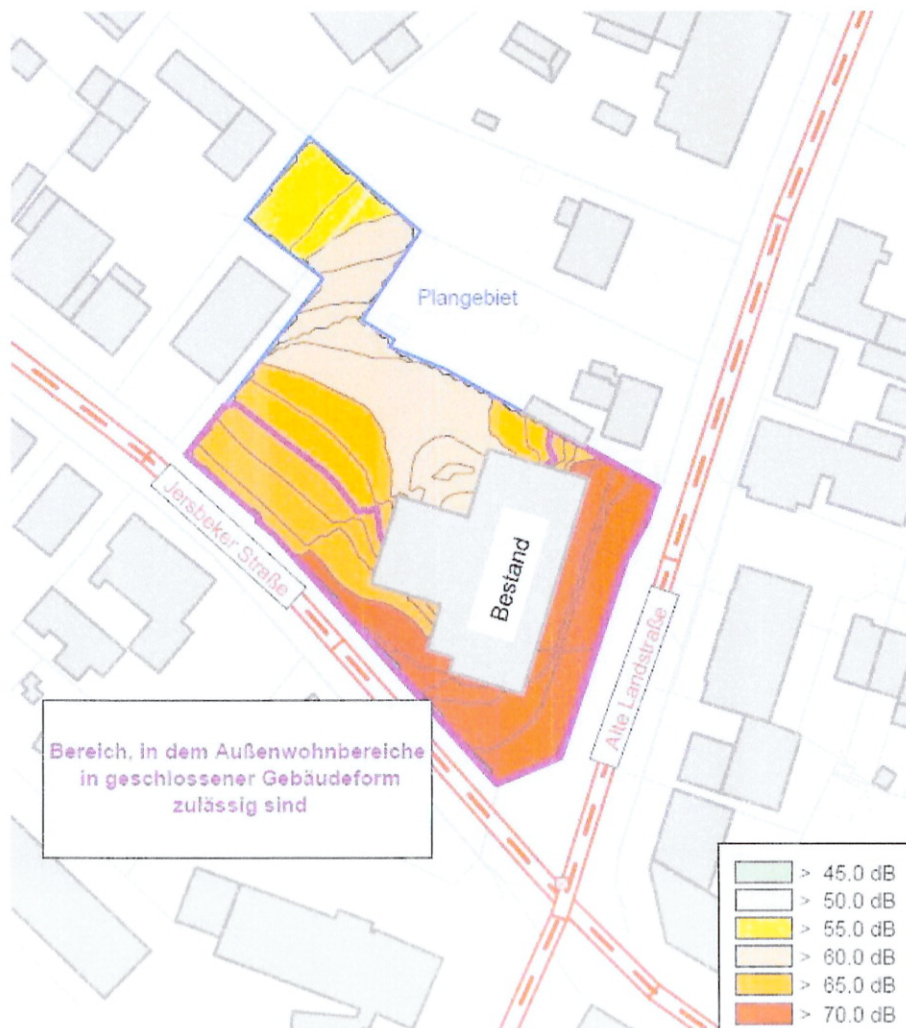 Plangebiet
Jersbeker Straße
Bestand
Alte Landstraße
Bereich, in dem Außenwohnbereiche
in geschlossener Gebäudeform
zulässig sind
> 45.0 dB
> 50.0 dB
> 55.0 dB
> 60.0 dB
> 65.0 dB
> 70.0 dB